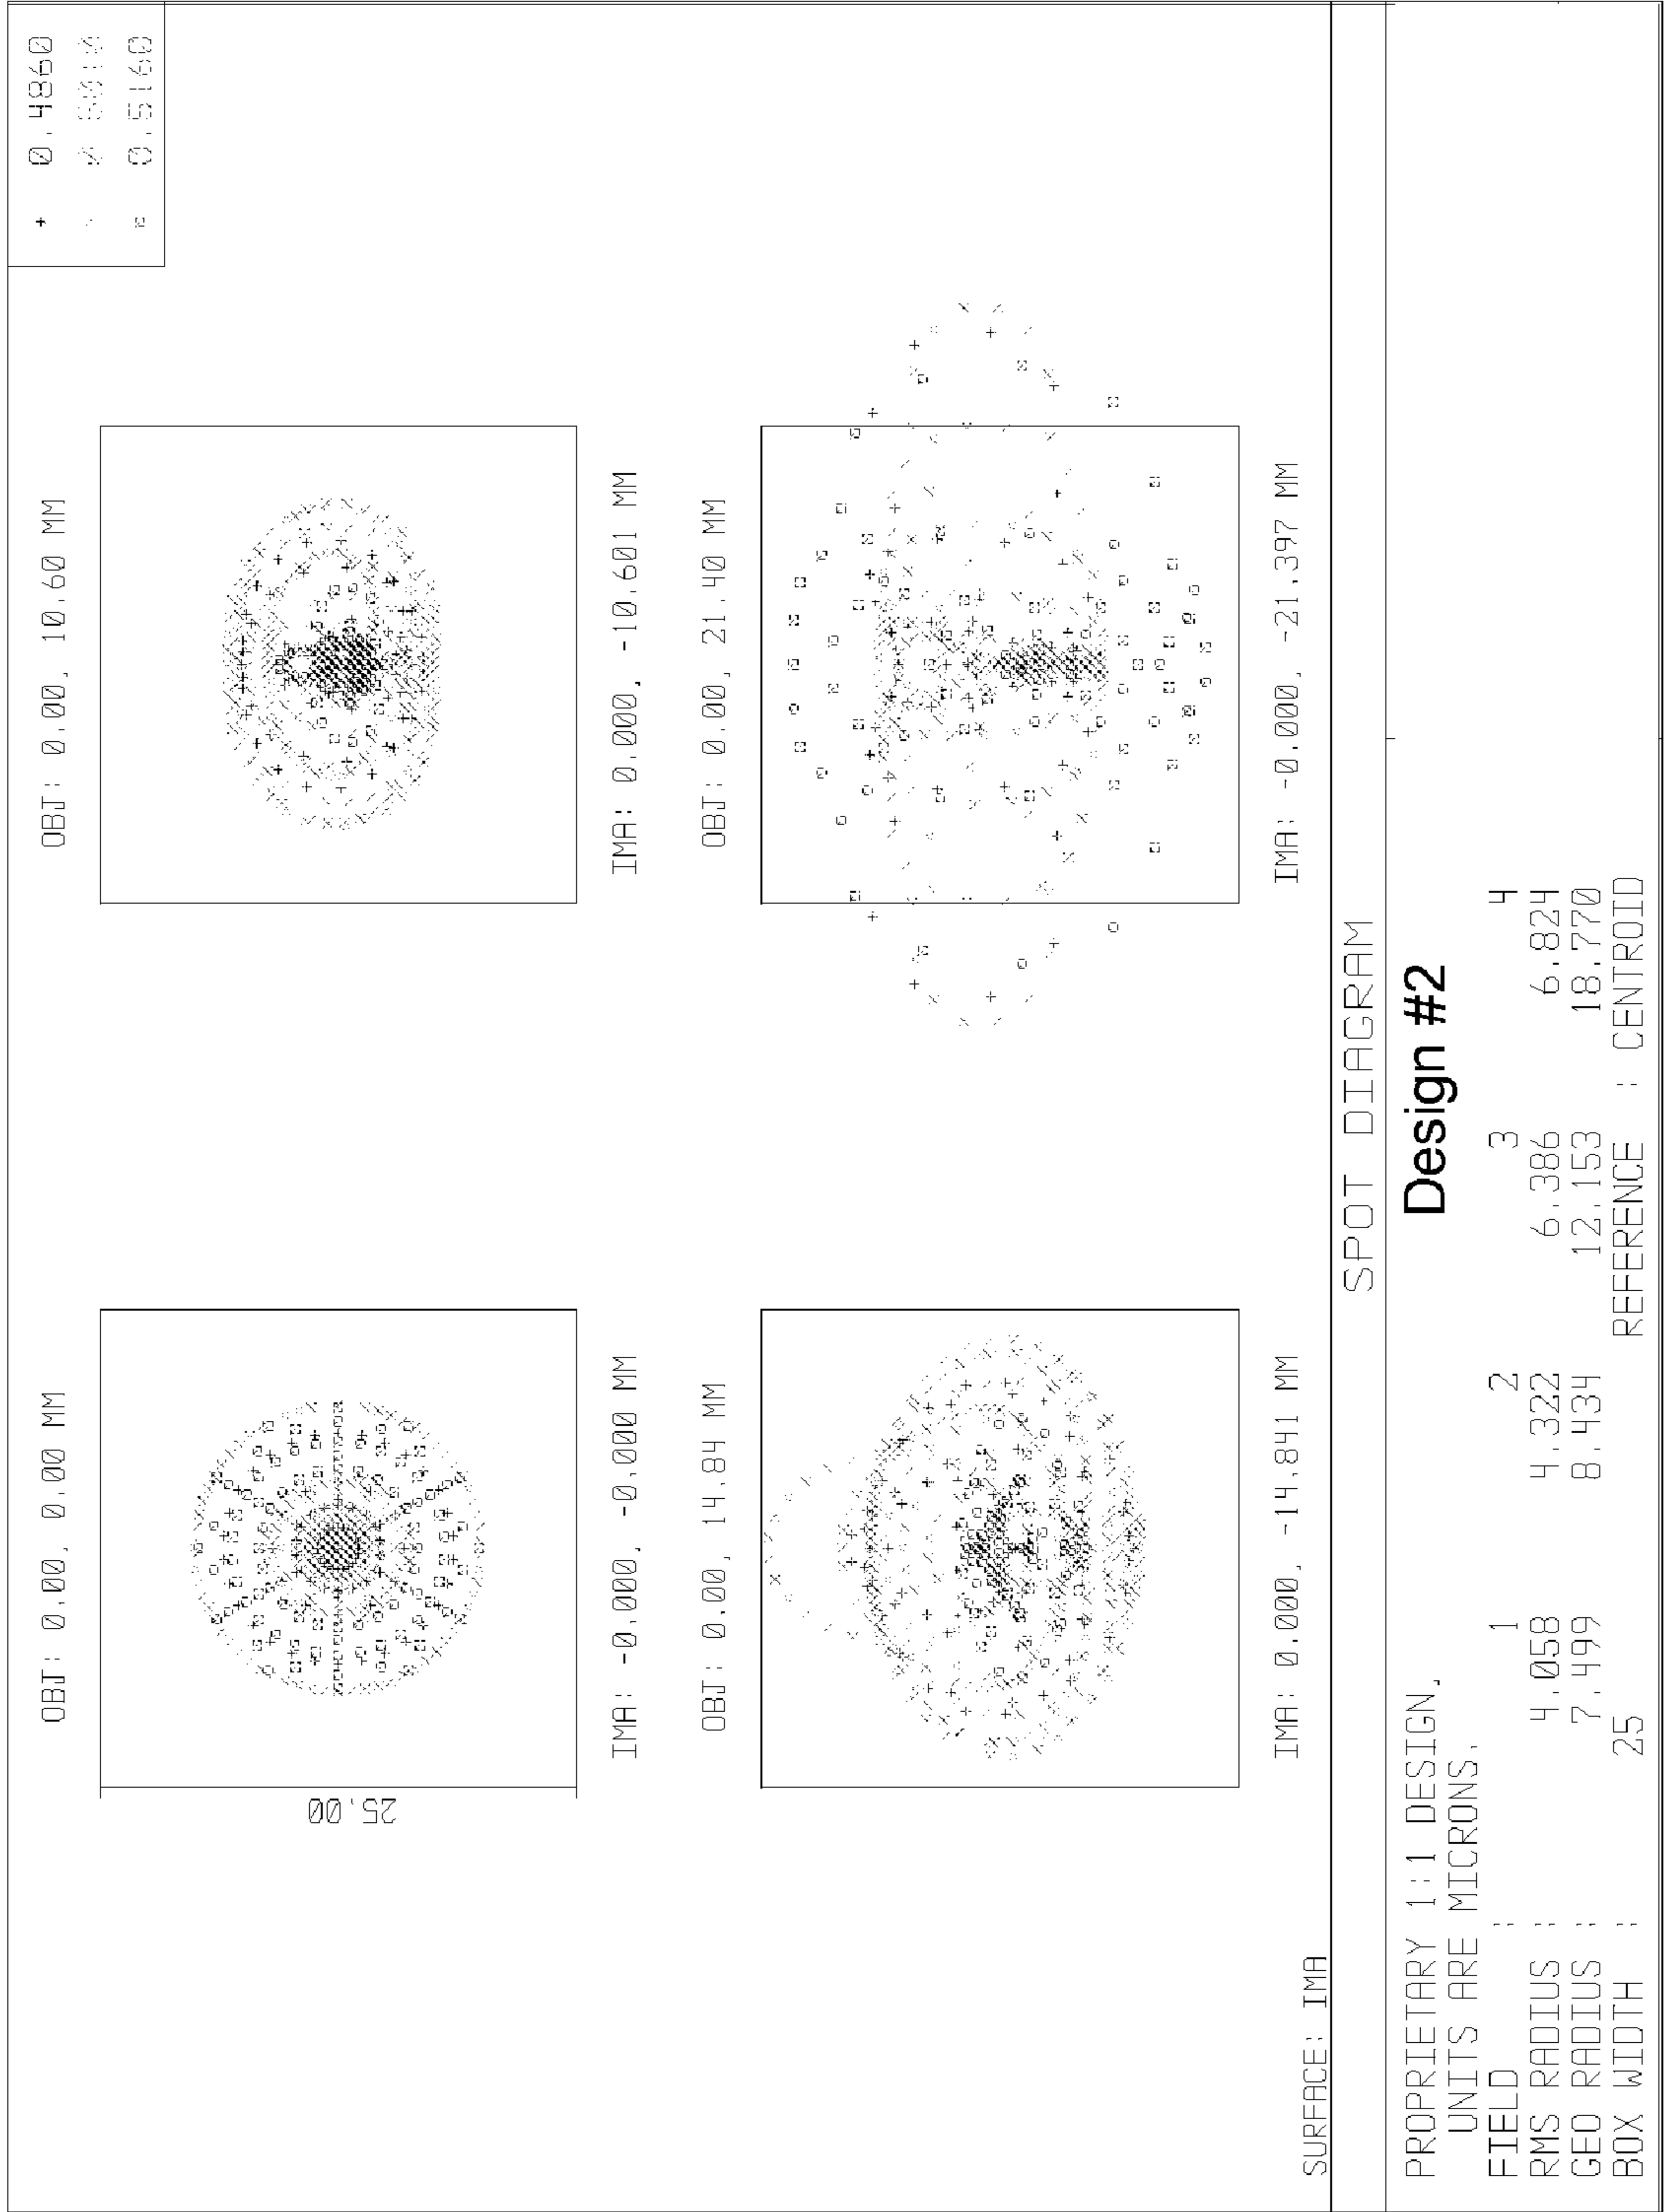 + 0.4860
0.5010
¤ 0.5160
OBJ: 0.00, 0.00 MM
OBJ: 0.00, 10.60 MM
25.00
IMA: -0.000, -0.000 MM
IMA: 0.000, -10.601 MM
OBJ: 0.00, 14.84 MM
OBJ: 0.00, 21.40 MM
IMA: 0.000, -14.841 MM
IMA: -0.000, -21.397 MM
SURFACE: IMA
SPOT DIAGRAM
Design #2
PROPRIETARY 1:1 DESIGN,
UNITS ARE MICRONS.
FIELD : 1 2 3 4
RMS RADIUS : 4.058 4.322 6.386 6.824
GEO RADIUS : 7.499 8.434 12.153 18.770
BOX WIDTH : 25 REFERENCE : CENTROID